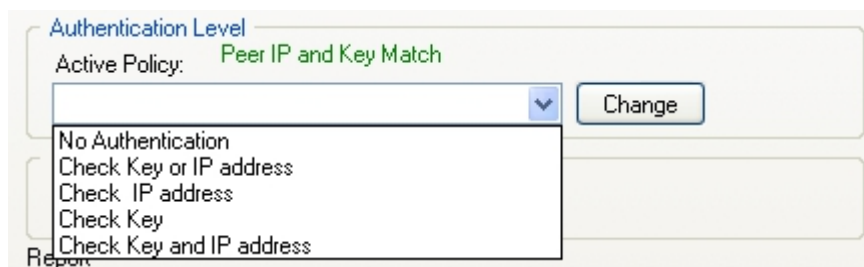 Authentication Level
Active Policy: Peer IP and Key Match
Change
No Authentication
Check Key or IP address
Check  IP address
Check Key
Check Key and IP address
Report